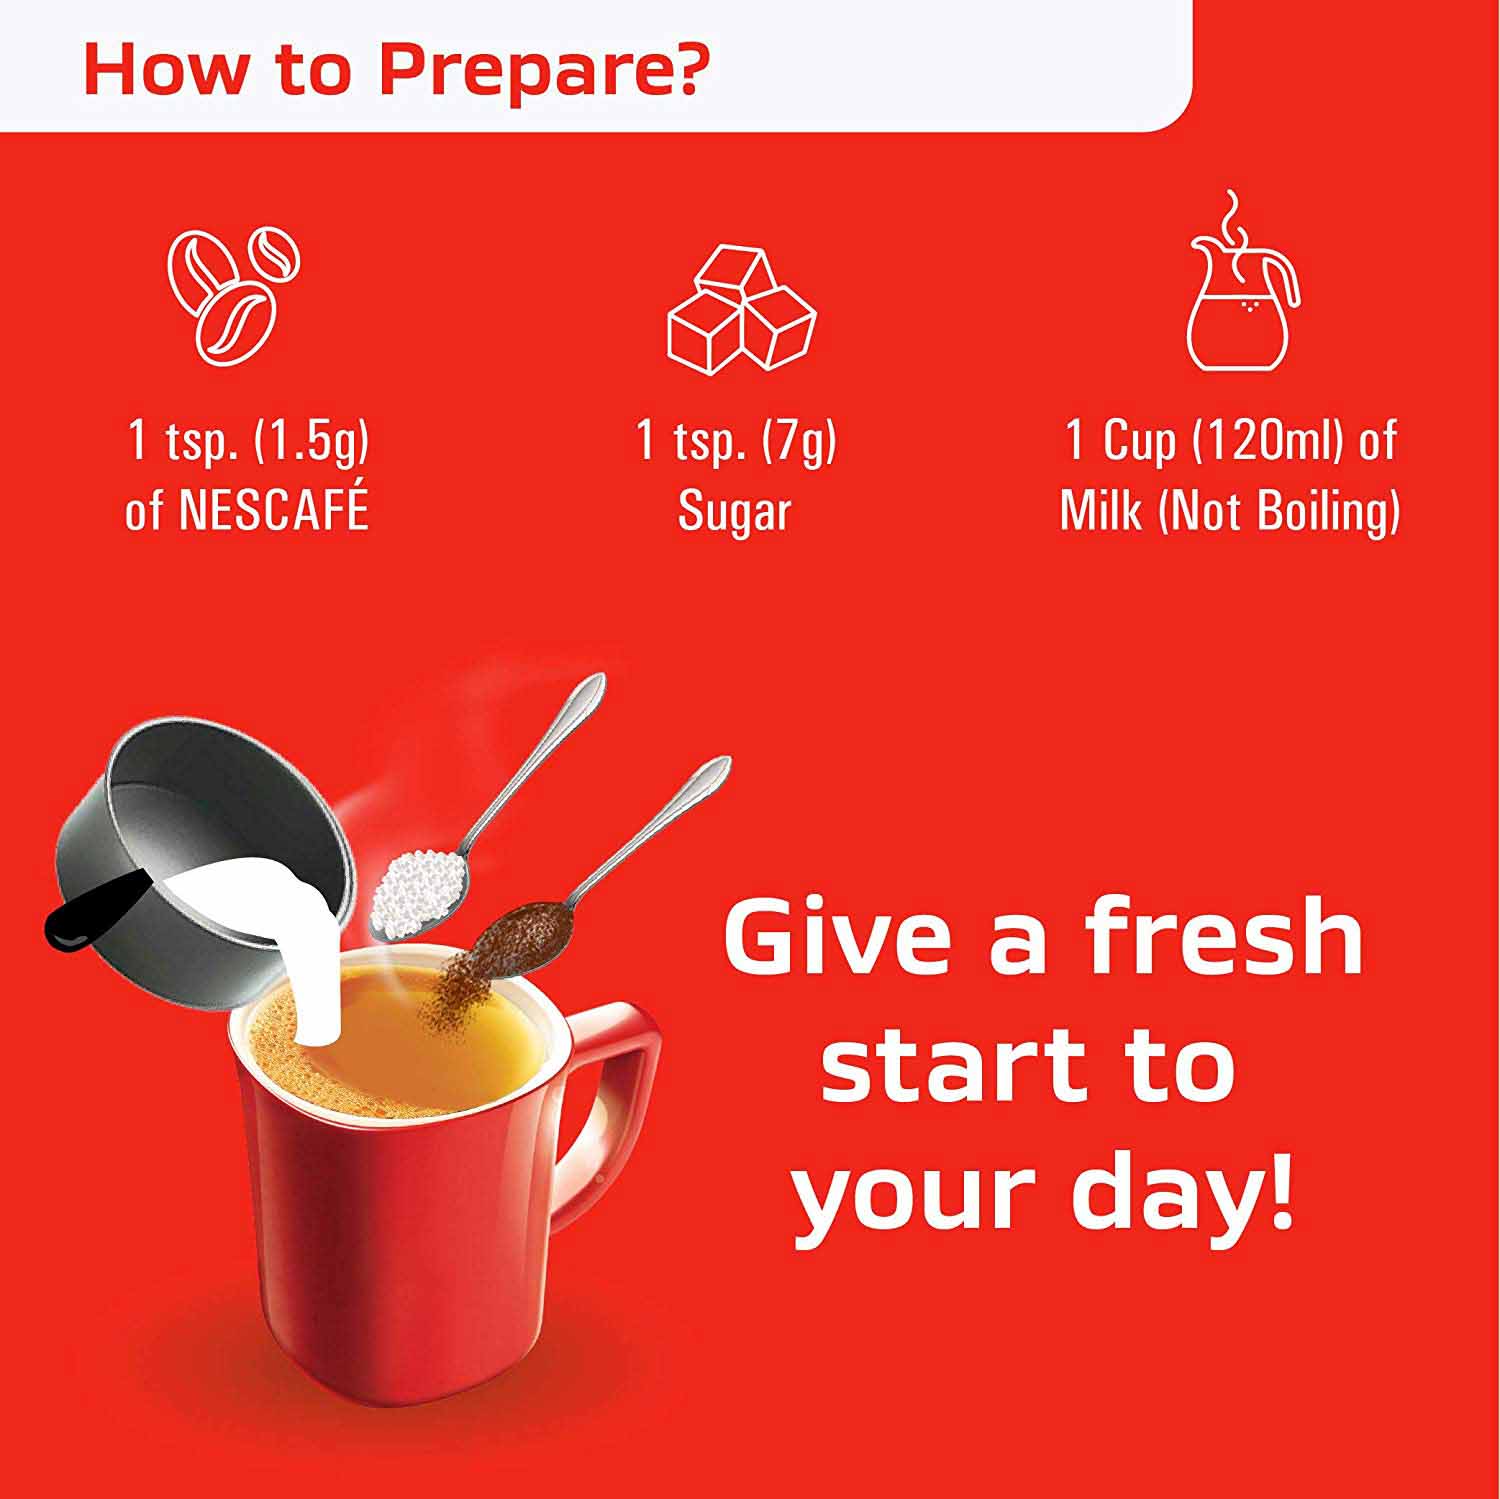 How to Prepare?
1 tsp. (1.5g)
of NESCAFÉ
1 tsp. (7g)
Sugar
1 Cup (120ml) of
Milk (Not Boiling)
Give a fresh
start to
your day!